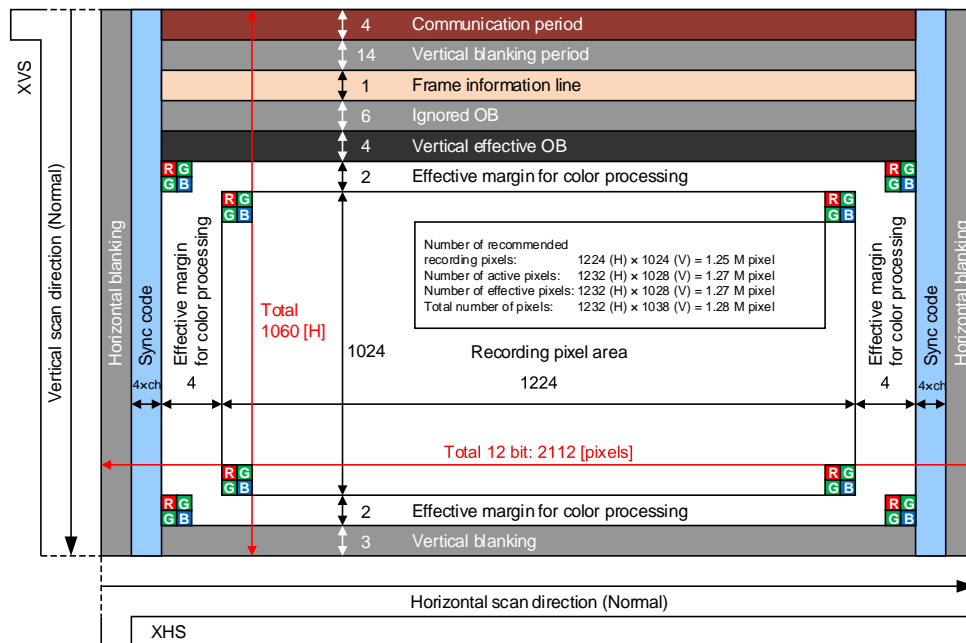 XVS
Vertical scan direction (Normal)
Horizontal blanking
Sync code
4×ch
4 Communication period
14 Vertical blanking period
1 Frame information line
6 Ignored OB
4 Vertical effective OB
R G
G B
2 Effective margin for color processing
R G
G B
R G
G B
R G
G B
Effective margin
for color processing
4
Number of recommended
recording pixels: 1224 (H) × 1024 (V) = 1.25 M pixel
Number of active pixels: 1232 (H) × 1028 (V) = 1.27 M pixel
Number of effective pixels: 1232 (H) × 1028 (V) = 1.27 M pixel
Total number of pixels: 1232 (H) × 1038 (V) = 1.28 M pixel
Total
1060 [H]
1024
Recording pixel area
1224
Effective margin
for color processing
4
Sync code
4×ch
Horizontal blanking
Total 12 bit: 2112 [pixels]
R G
G B
R G
G B
R G
G B
R G
G B
2 Effective margin for color processing
3 Vertical blanking
Horizontal scan direction (Normal)
XHS